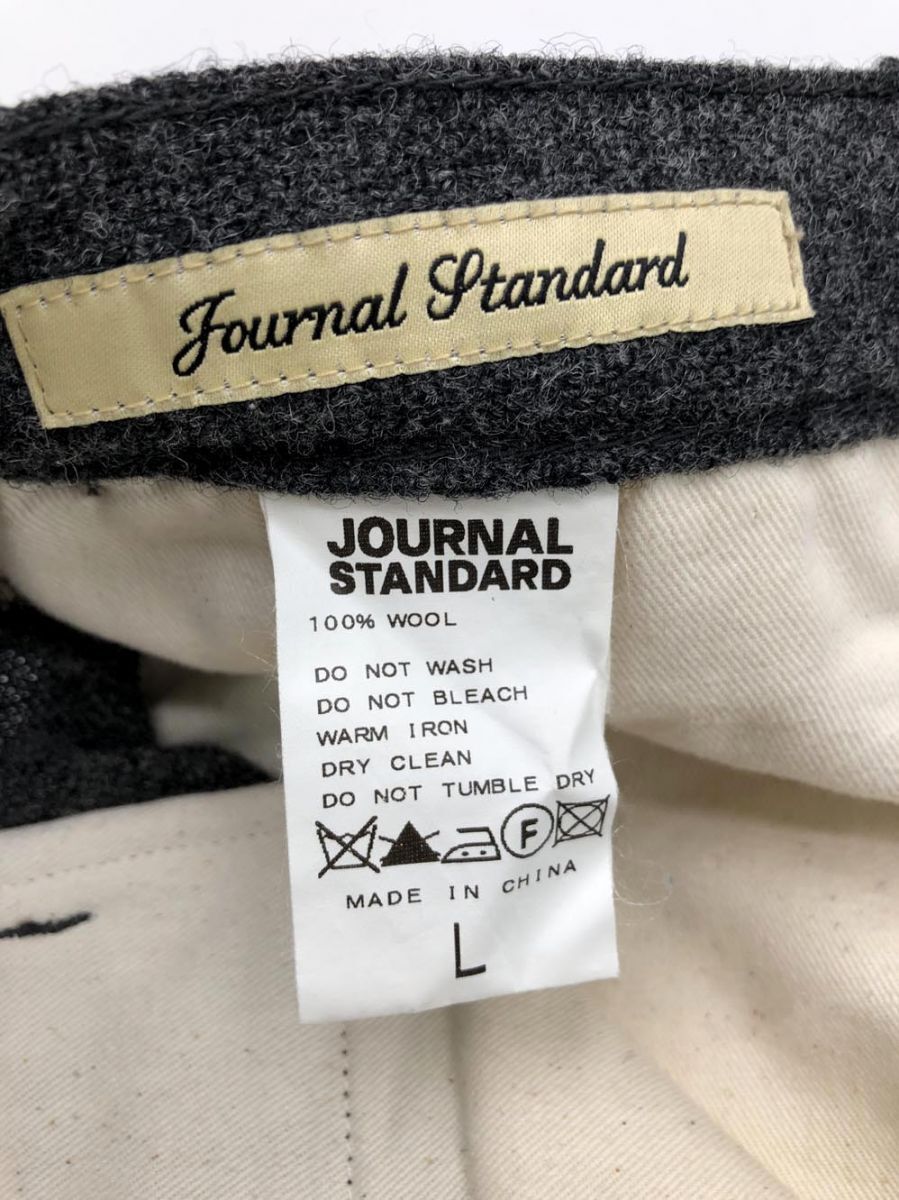 Journal Standard
JOURNAL
STANDARD
100% WOOL
DO NOT WASH
DO NOT BLEACH
WARM IRON
DRY CLEAN
DO NOT TUMBLE DRY
F
MADE IN CHINA
L